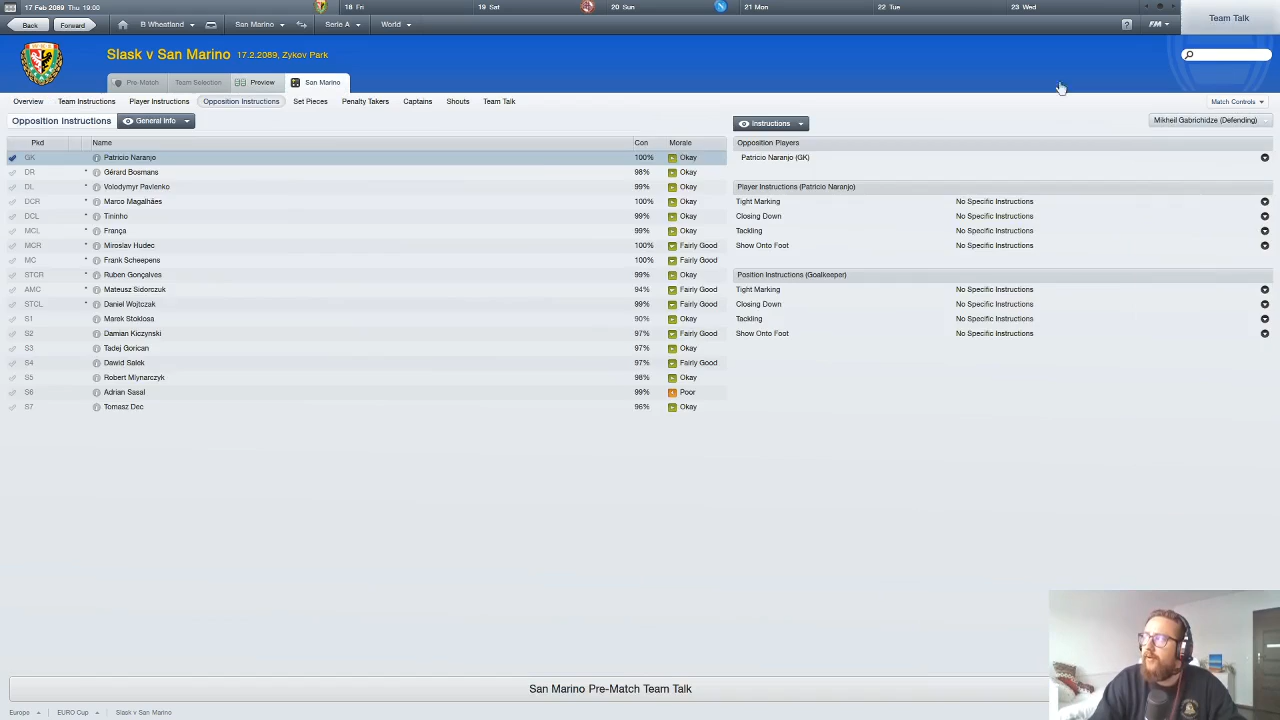 17 Feb 2089 Thu 19:00 18 Fri 19 Sat 20 Sun 21 Mon 22 Tue 23 Wed
Back Forward B Wheatland San Marino Serie A World ? FM Team Talk
Slask v San Marino 17.2.2089, Zykov Park
Pre-Match Team Selection Preview San Marino
Overview Team Instructions Player Instructions Opposition Instructions Set Pieces Penalty Takers Captains Shouts Team Talk Match Controls
Opposition Instructions General Info Instructions Mikheil Gabrichidze (Defending)
Pkd Name Con Morale Opposition Players
GK Patricio Naranjo 100% Okay Patricio Naranjo (GK)
DR Gérard Bosmans 98% Okay
DL Volodymyr Pavlenko 99% Okay Player Instructions (Patricio Naranjo)
DCR Marco Magalhães 100% Okay Tight Marking No Specific Instructions
DCL Tininho 99% Okay Closing Down No Specific Instructions
MCL França 99% Okay Tackling No Specific Instructions
MCR Miroslav Hudec 100% Fairly Good Show Onto Foot No Specific Instructions
MC Frank Scheepens 100% Fairly Good
STCR Ruben Gonçalves 99% Okay Position Instructions (Goalkeeper)
AMC Mateusz Sidorczuk 94% Fairly Good Tight Marking No Specific Instructions
STCL Daniel Wojtczak 99% Fairly Good Closing Down No Specific Instructions
S1 Marek Stoklosa 90% Okay Tackling No Specific Instructions
S2 Damian Kiczynski 97% Fairly Good Show Onto Foot No Specific Instructions
S3 Tadej Gorican 97% Okay
S4 Dawid Salek 97% Fairly Good
S5 Robert Mlynarczyk 98% Okay
S6 Adrian Sasal 99% Poor
S7 Tomasz Dec 96% Okay
San Marino Pre-Match Team Talk
Europe EURO Cup Slask v San Marino